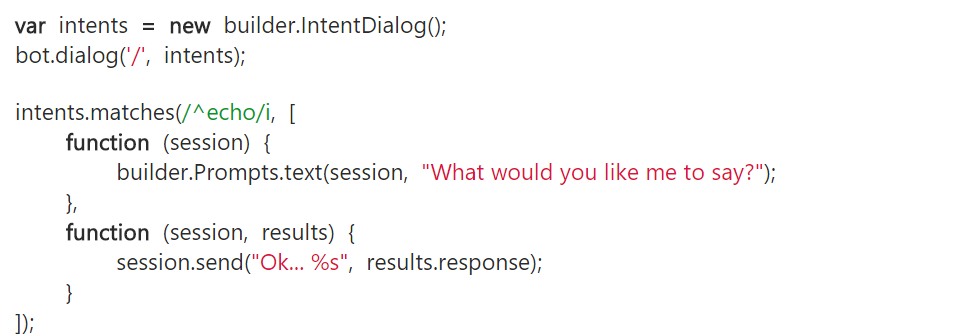 var intents = new builder.IntentDialog();
bot.dialog('/', intents);

intents.matches(/^echo/i, [
    function (session) {
        builder.Prompts.text(session, "What would you like me to say?");
    },
    function (session, results) {
        session.send("Ok... %s", results.response);
    }
]);